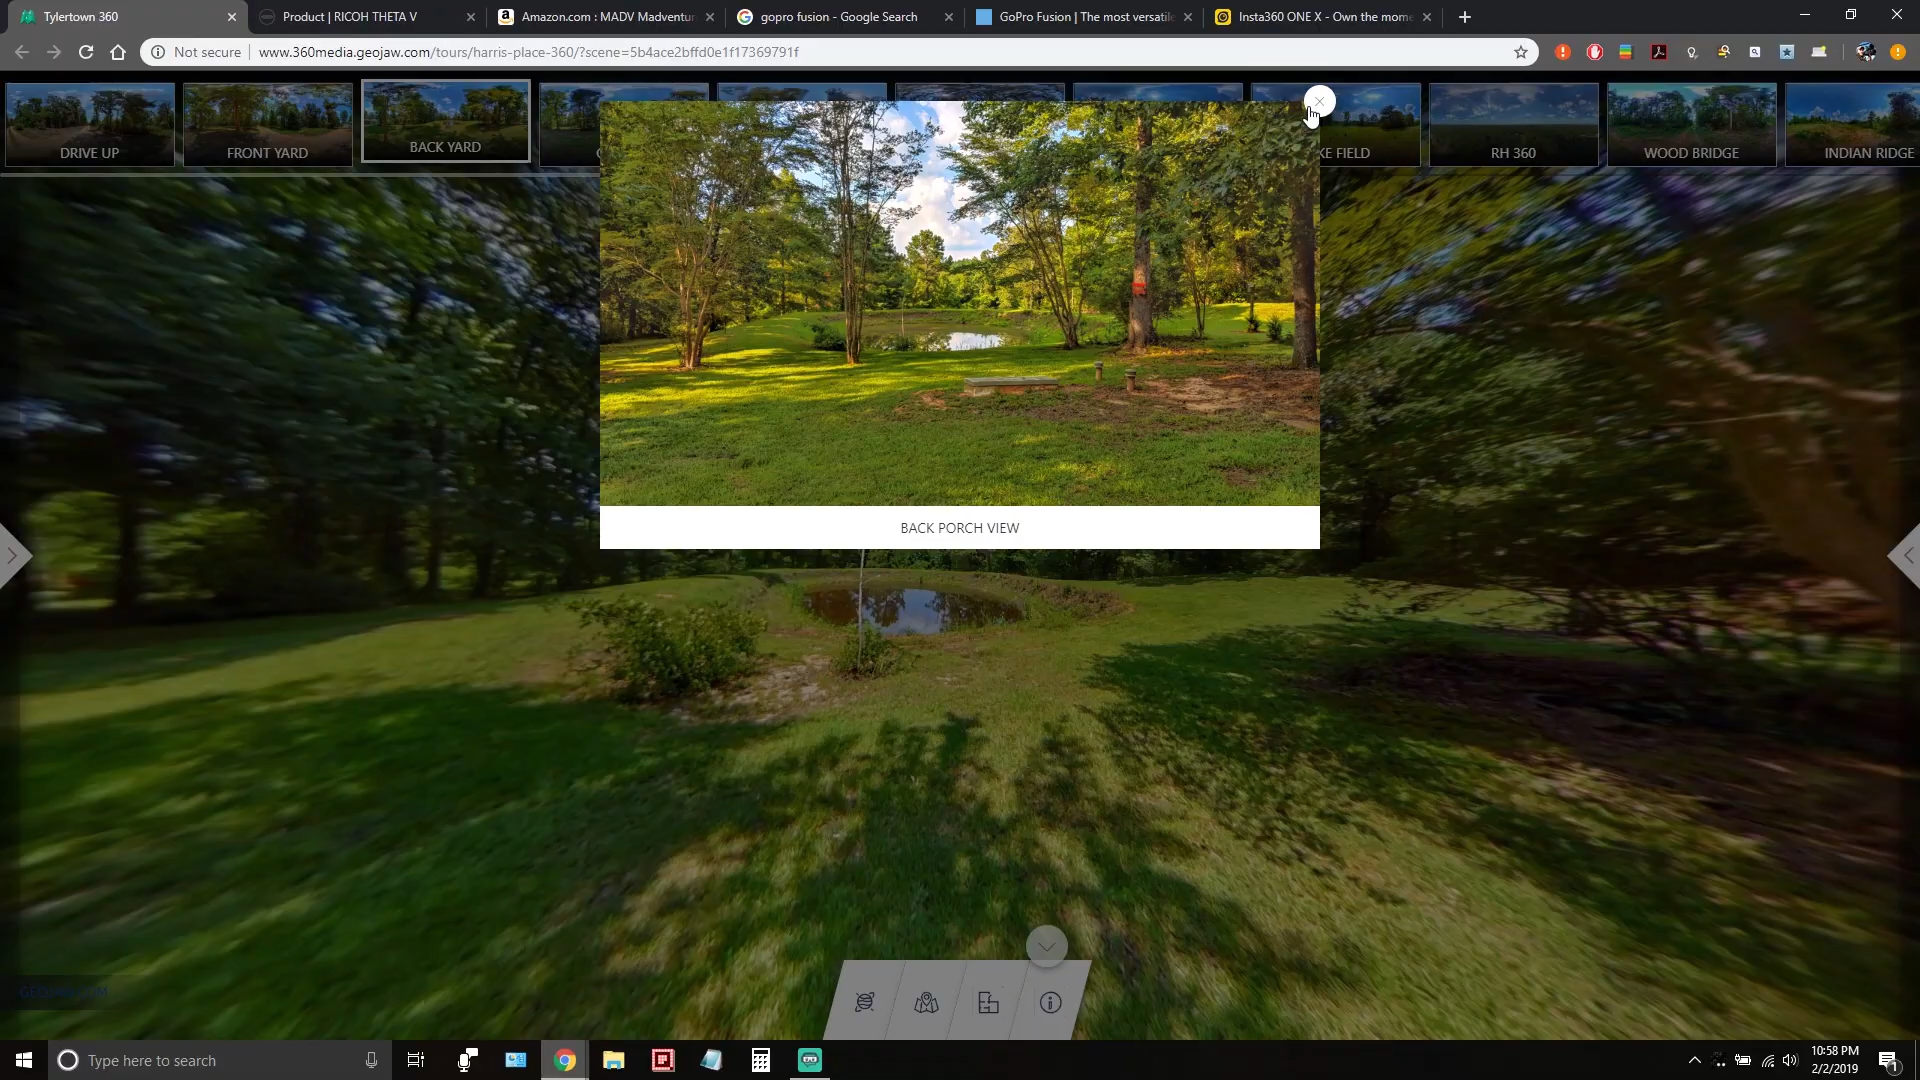 Tylertown 360
Product | RICOH THETA V
Amazon.com : MADV Madventur
gopro fusion - Google Search
GoPro Fusion | The most versatile
Insta360 ONE X - Own the mome
Not secure
www.360media.geojaw.com/tours/harris-place-360/?scene=5b4ace2bffd0e1f17369791f
DRIVE UP
FRONT YARD
BACK YARD
KE FIELD
RH 360
WOOD BRIDGE
INDIAN RIDGE
BACK PORCH VIEW
Type here to search
10:58 PM
2/2/2019
1